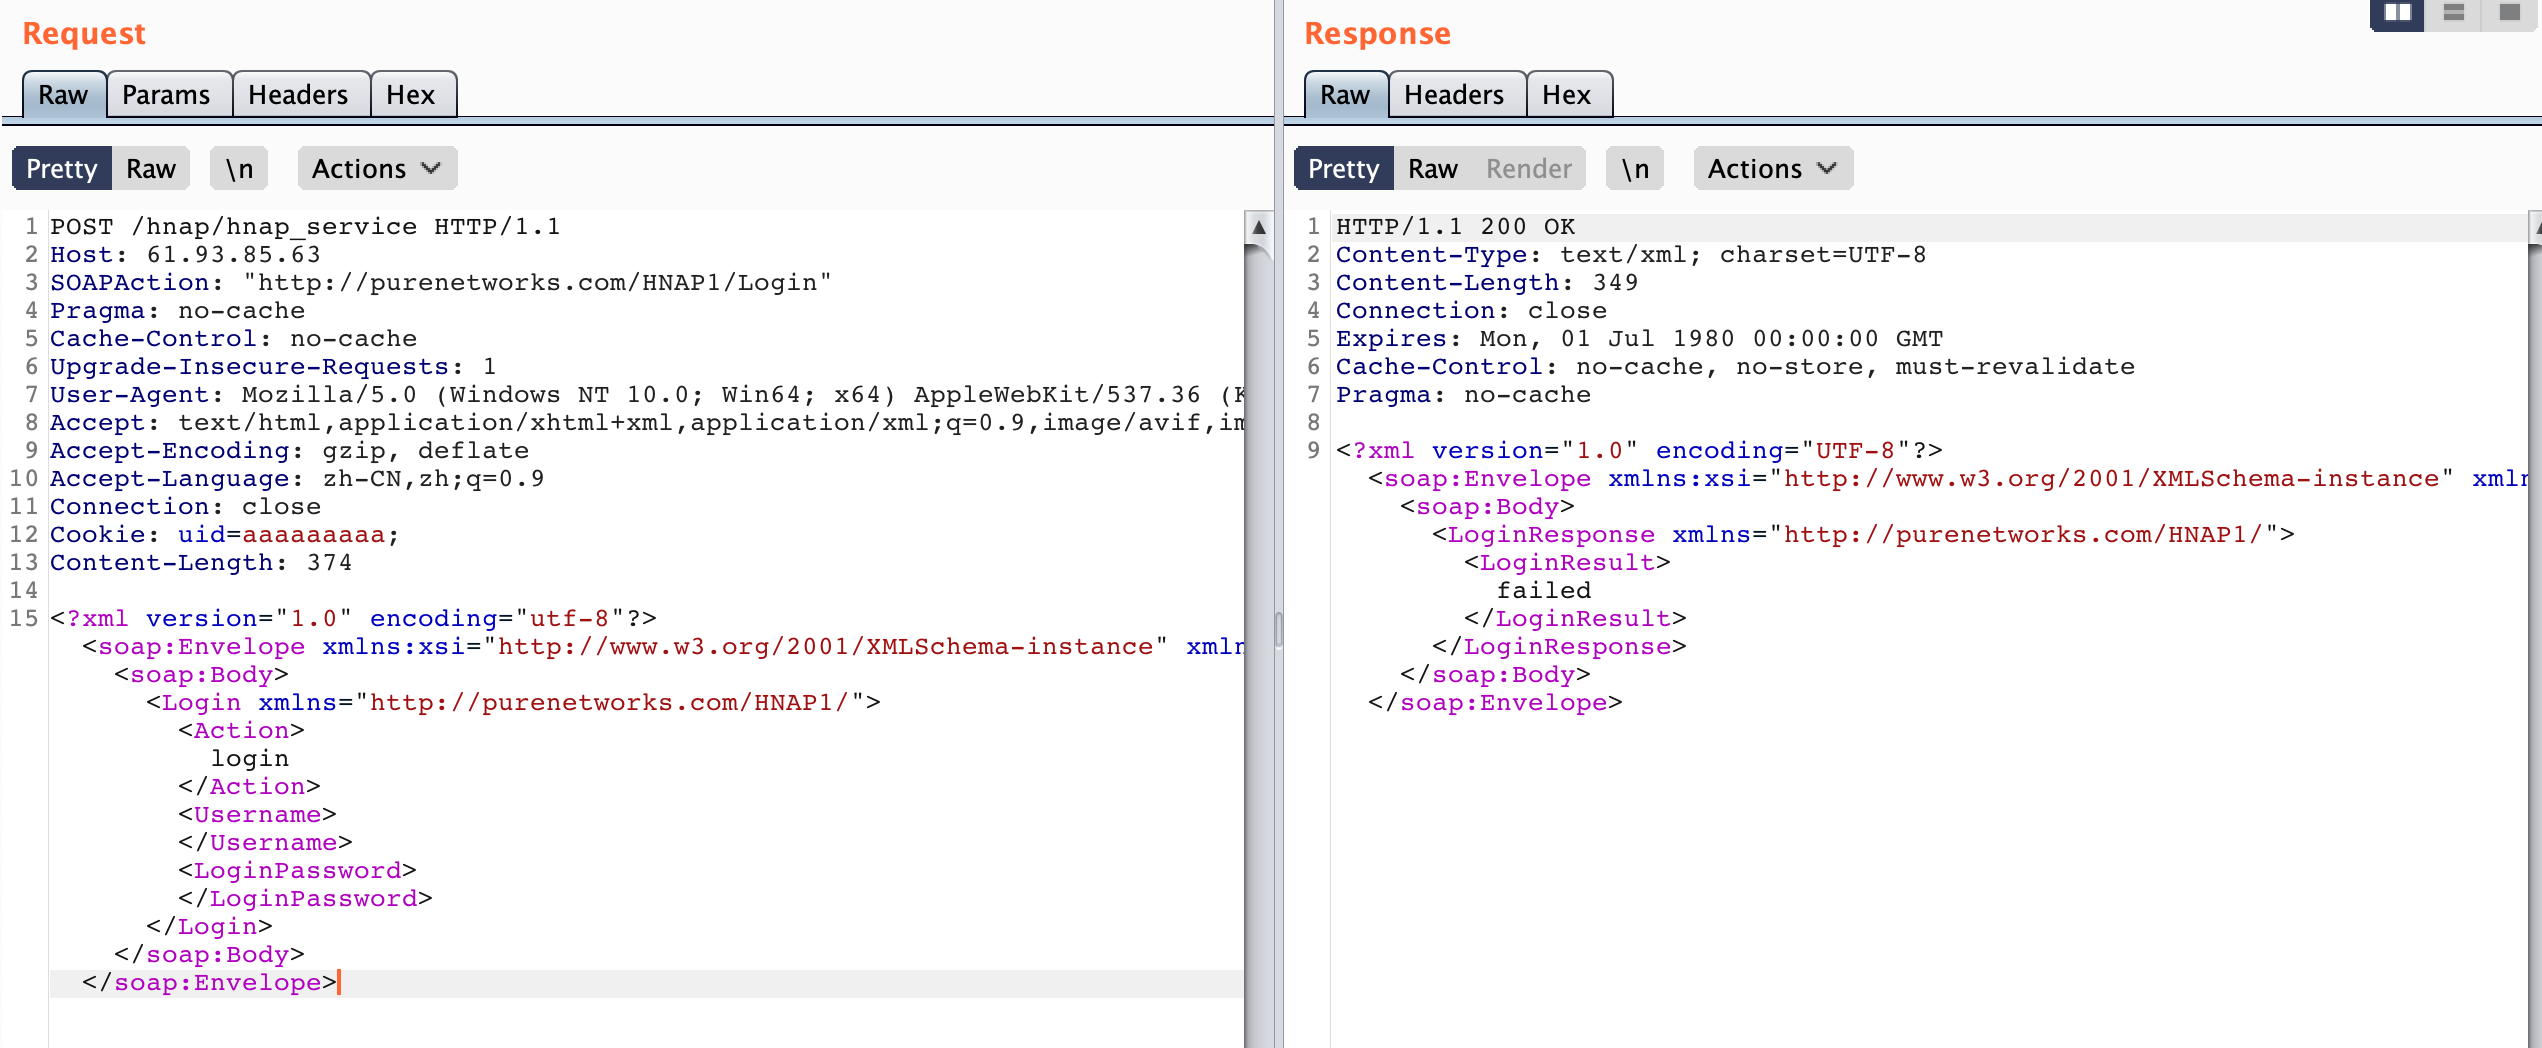 Request
Raw Params Headers Hex
Pretty Raw \n Actions
1 POST /hnap/hnap_service HTTP/1.1
2 Host: 61.93.85.63
3 SOAPAction: "http://purenetworks.com/HNAP1/Login"
4 Pragma: no-cache
5 Cache-Control: no-cache
6 Upgrade-Insecure-Requests: 1
7 User-Agent: Mozilla/5.0 (Windows NT 10.0; Win64; x64) AppleWebKit/537.36 (K
8 Accept: text/html,application/xhtml+xml,application/xml;q=0.9,image/avif,im
9 Accept-Encoding: gzip, deflate
10 Accept-Language: zh-CN,zh;q=0.9
11 Connection: close
12 Cookie: uid=aaaaaaaaa;
13 Content-Length: 374
14
15 <?xml version="1.0" encoding="utf-8"?>
<soap:Envelope xmlns:xsi="http://www.w3.org/2001/XMLSchema-instance" xmln
<soap:Body>
<Login xmlns="http://purenetworks.com/HNAP1/">
<Action>
login
</Action>
<Username>
</Username>
<LoginPassword>
</LoginPassword>
</Login>
</soap:Body>
</soap:Envelope>
Response
Raw Headers Hex
Pretty Raw Render \n Actions
1 HTTP/1.1 200 OK
2 Content-Type: text/xml; charset=UTF-8
3 Content-Length: 349
4 Connection: close
5 Expires: Mon, 01 Jul 1980 00:00:00 GMT
6 Cache-Control: no-cache, no-store, must-revalidate
7 Pragma: no-cache
8
9 <?xml version="1.0" encoding="UTF-8"?>
<soap:Envelope xmlns:xsi="http://www.w3.org/2001/XMLSchema-instance" xmln
<soap:Body>
<LoginResponse xmlns="http://purenetworks.com/HNAP1/">
<LoginResult>
failed
</LoginResult>
</LoginResponse>
</soap:Body>
</soap:Envelope>